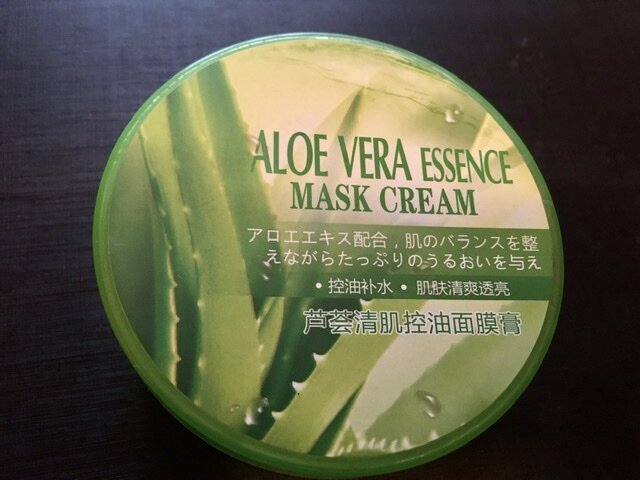 ALOE VERA ESSENCE
MASK CREAM
アロエエキス配合，肌のバランスを整
えながらたっぷりのうるおいを与え
• 控油补水 • 肌肤清爽透亮
芦荟清肌控油面膜膏